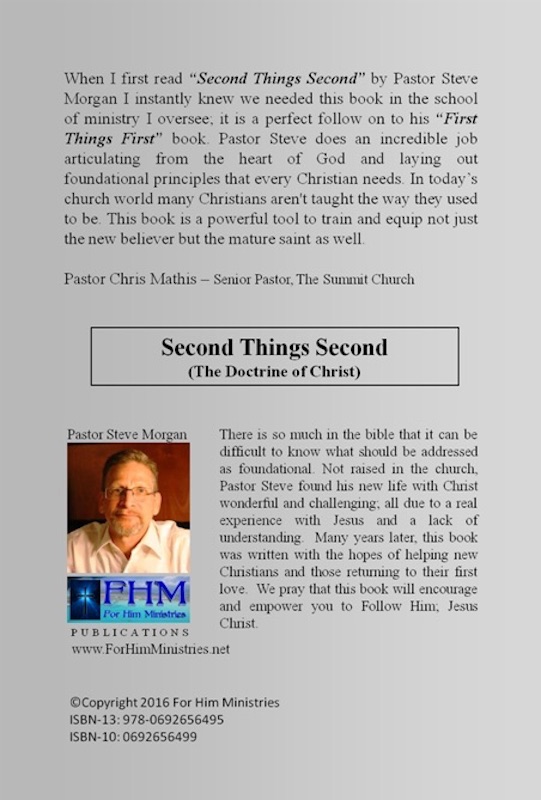 When I first read “Second Things Second” by Pastor Steve
Morgan I instantly knew we needed this book in the school
of ministry I oversee; it is a perfect follow on to his “First
Things First” book. Pastor Steve does an incredible job
articulating from the heart of God and laying out
foundational principles that every Christian needs. In today’s
church world many Christians aren't taught the way they used
to be. This book is a powerful tool to train and equip not just
the new believer but the mature saint as well.
Pastor Chris Mathis – Senior Pastor, The Summit Church
Second Things Second
(The Doctrine of Christ)
Pastor Steve Morgan
FHM
For Him Ministries
PUBLICATIONS
www.ForHimMinistries.net
There is so much in the bible that it can be
difficult to know what should be addressed
as foundational. Not raised in the church,
Pastor Steve found his new life with Christ
wonderful and challenging; all due to a real
experience with Jesus and a lack of
understanding. Many years later, this book
was written with the hopes of helping new
Christians and those returning to their first
love. We pray that this book will encourage
and empower you to Follow Him; Jesus
Christ.
©Copyright 2016 For Him Ministries
ISBN-13: 978-0692656495
ISBN-10: 0692656499